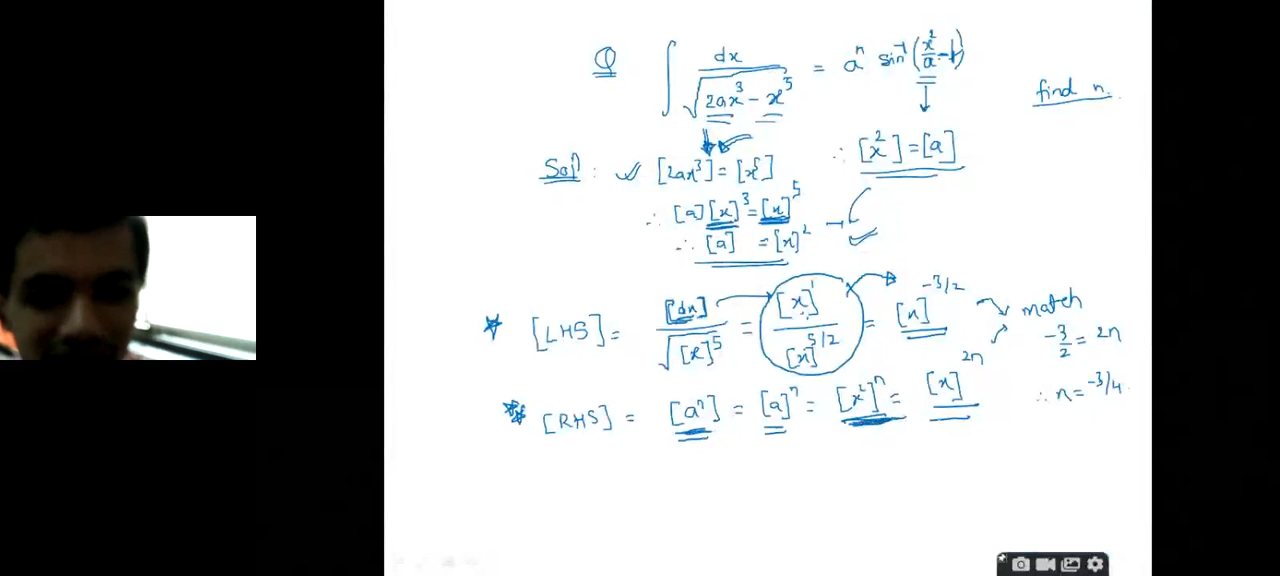 Q ∫ dx / √(2ax³ − x⁵) = aⁿ sin⁻¹(x²/a − 1) find n.
∴ [x²] = [a]
Solⁿ : ✓ [2ax³] = [x⁵]
∴ [a][x]³ = [x]⁵
∴ [a] = [x]²
* [LHS] = [dx] / √[x]⁵ = [x]¹ / [x]^5/2 = [x]^−3/2
match
−3/2 = 2n
∴ n = −3/4
** [RHS] = [aⁿ] = [a]ⁿ = [x²]ⁿ = [x]^2n